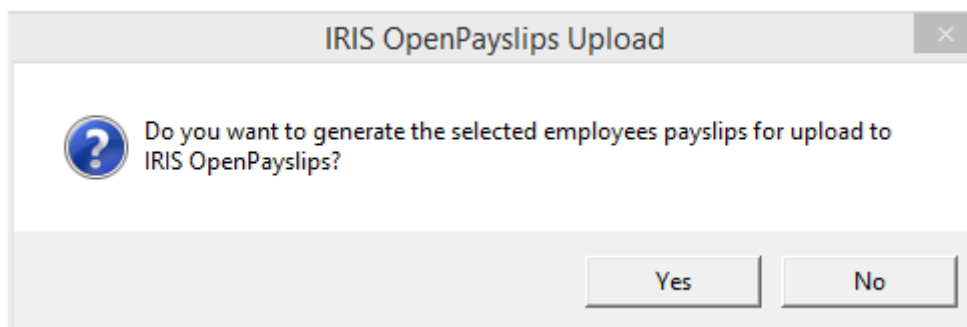 IRIS OpenPayslips Upload
Do you want to generate the selected employees payslips for upload to
IRIS OpenPayslips?
Yes No